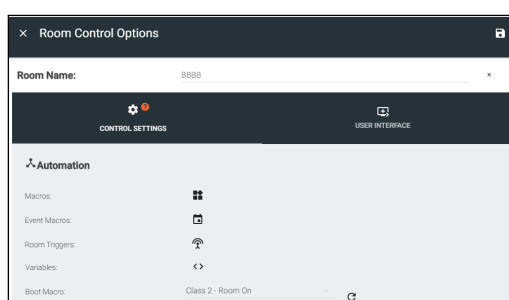 × Room Control Options
Room Name: BBBB ×
?
CONTROL SETTINGS USER INTERFACE
Automation
Macros:
Event Macros:
Room Triggers:
Variables: <>
Boot Macro: Class 2 - Room On